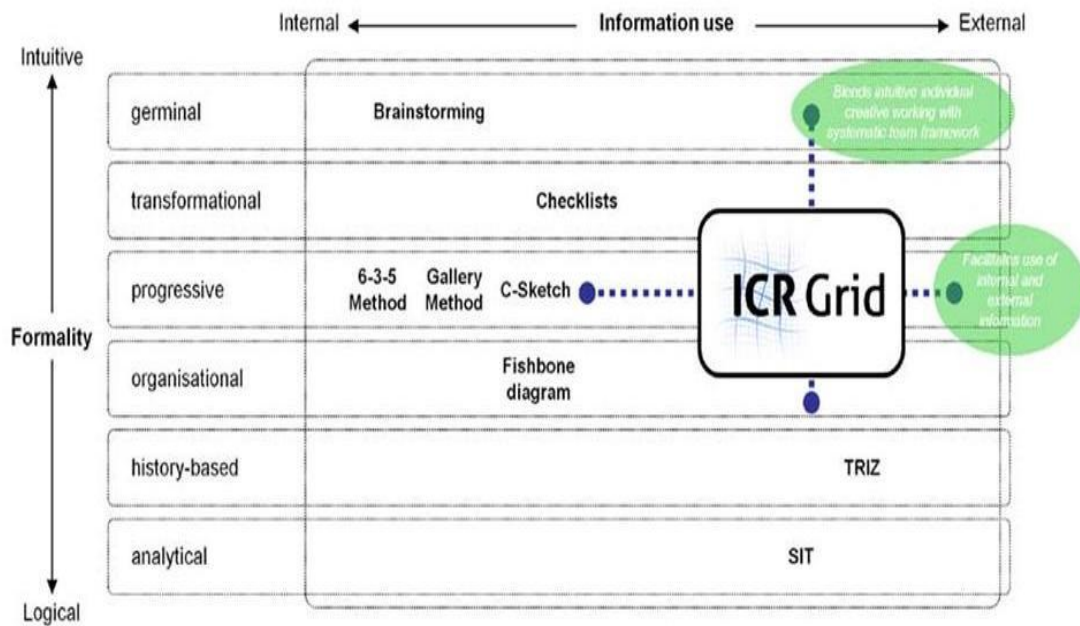 Internal
Information use
External
Intuitive
germinal
Brainstorming
Blends intuitive individual
creative working with
systematic team framework
transformational
Checklists
progressive
6-3-5
Method
Gallery
Method
C-Sketch
ICR Grid
Facilitates use of
internal and
external
information
Formality
organisational
Fishbone
diagram
history-based
TRIZ
analytical
SIT
Logical